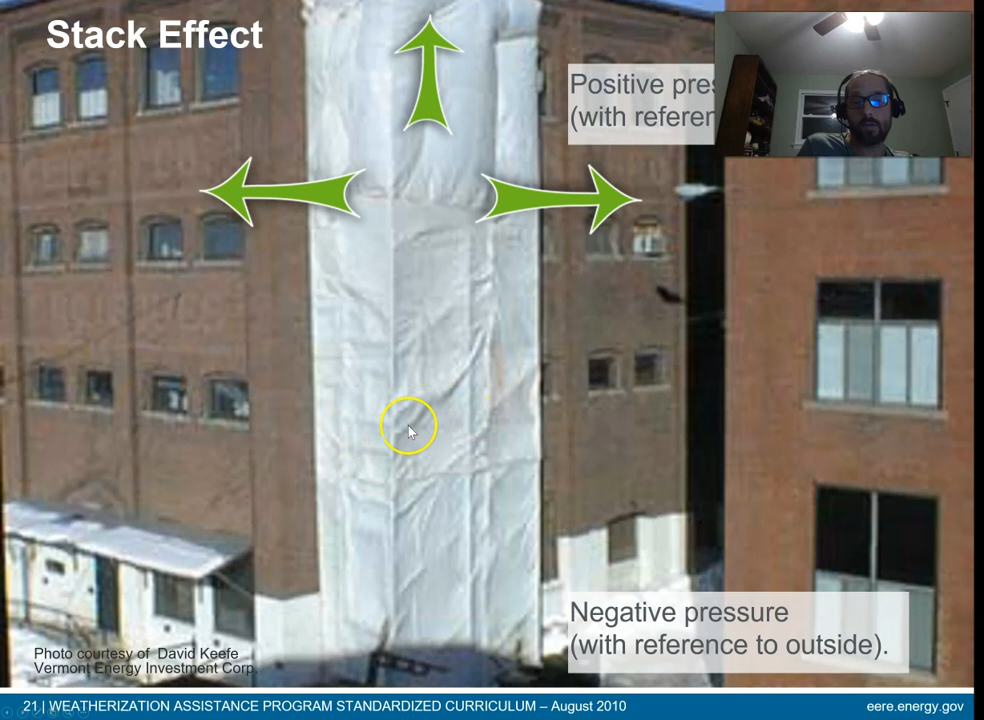 Stack Effect
Positive pres
(with referen
Negative pressure
(with reference to outside).
Photo courtesy of David Keefe
Vermont Energy Investment Corp.
21 | WEATHERIZATION ASSISTANCE PROGRAM STANDARDIZED CURRICULUM – August 2010
eere.energy.gov